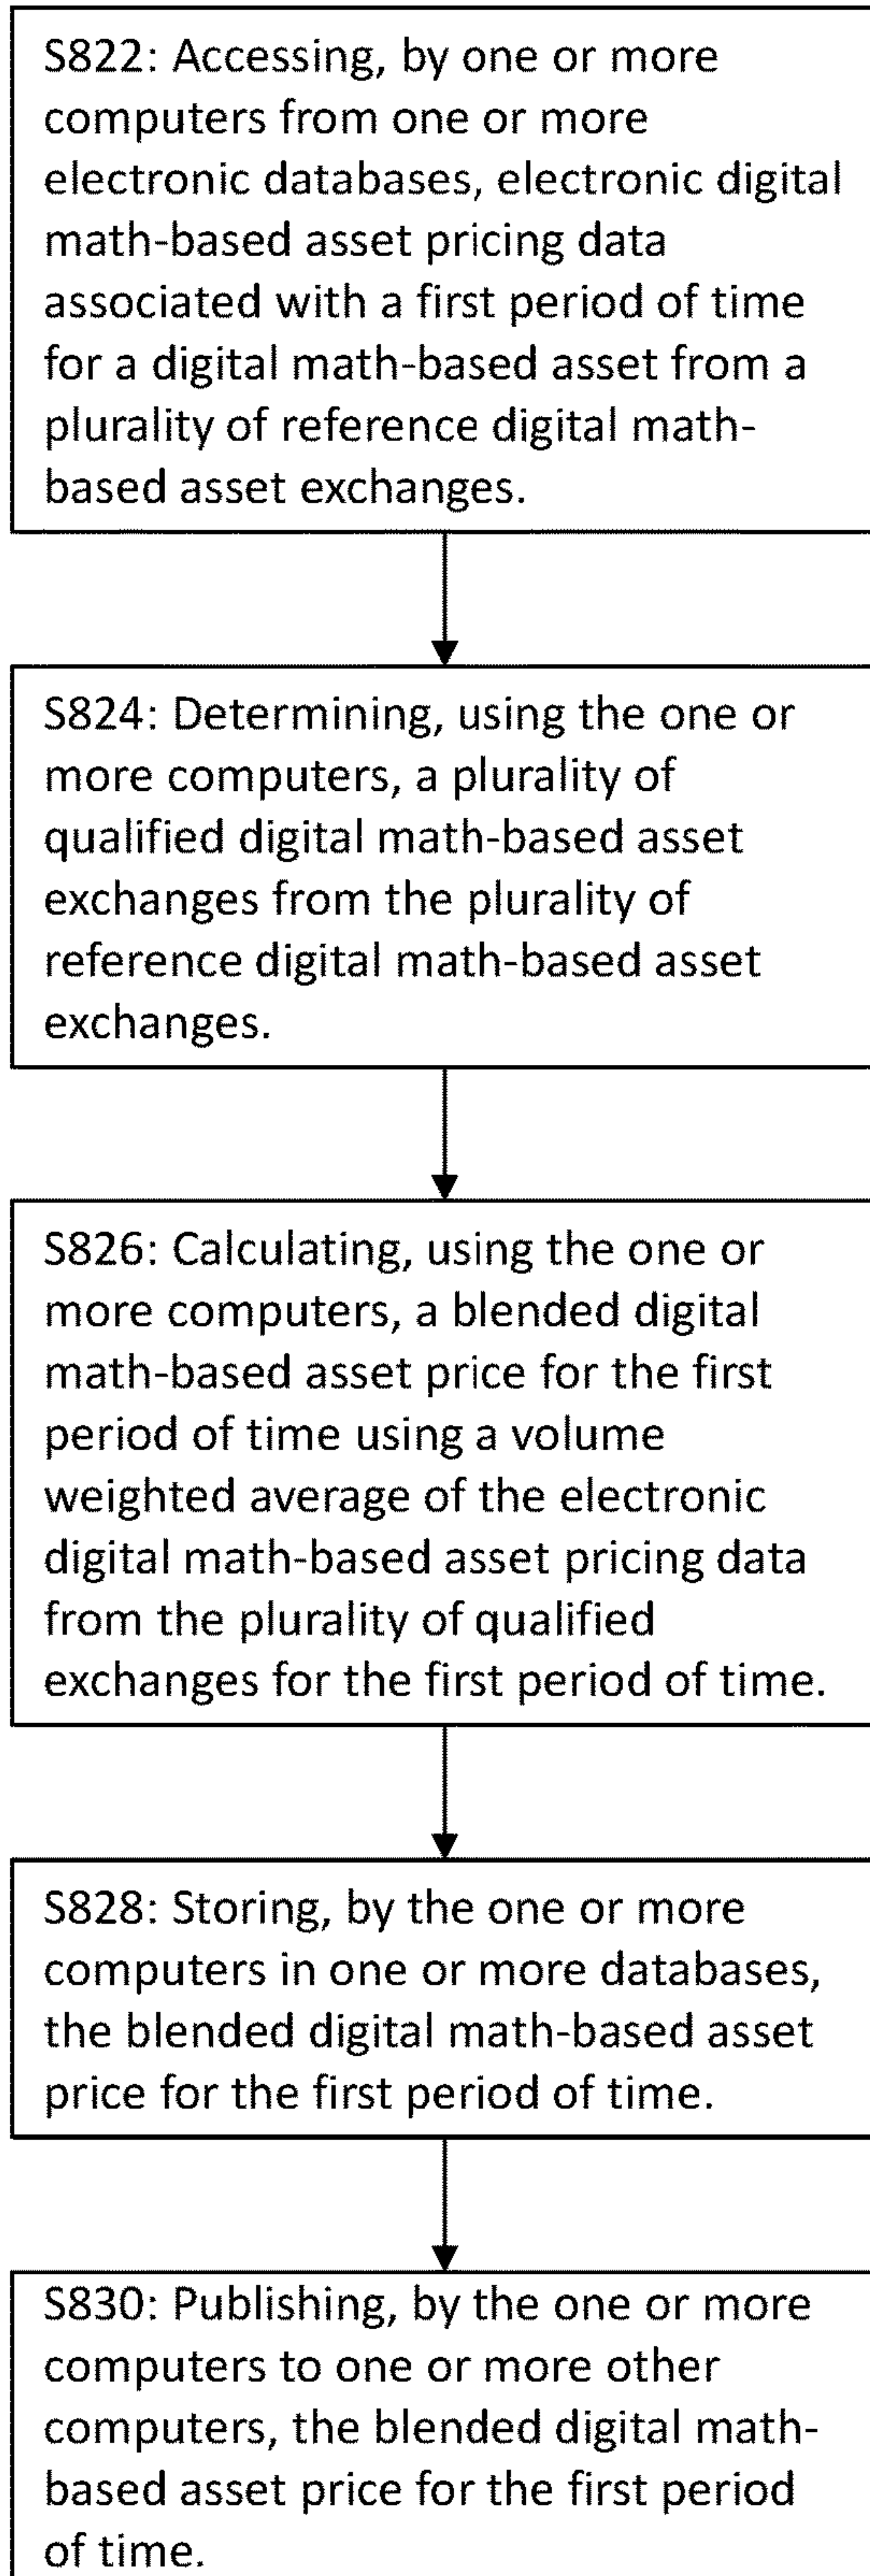 S822: Accessing, by one or more
computers from one or more
electronic databases, electronic digital
math-based asset pricing data
associated with a first period of time
for a digital math-based asset from a
plurality of reference digital math-
based asset exchanges.
S824: Determining, using the one or
more computers, a plurality of
qualified digital math-based asset
exchanges from the plurality of
reference digital math-based asset
exchanges.
S826: Calculating, using the one or
more computers, a blended digital
math-based asset price for the first
period of time using a volume
weighted average of the electronic
digital math-based asset pricing data
from the plurality of qualified
exchanges for the first period of time.
S828: Storing, by the one or more
computers in one or more databases,
the blended digital math-based asset
price for the first period of time.
S830: Publishing, by the one or more
computers to one or more other
computers, the blended digital math-
based asset price for the first period
of time.